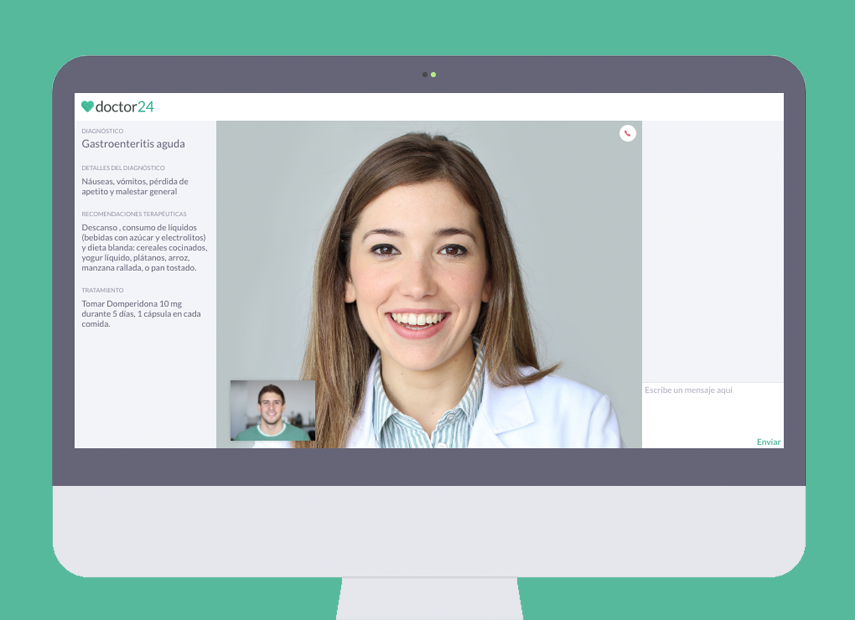 doctor24
DIAGNÓSTICO
Gastroenteritis aguda
DETALLES DEL DIAGNÓSTICO
Náuseas, vómitos, pérdida de
apetito y malestar general
RECOMENDACIONES TERAPÉUTICAS
Descanso , consumo de líquidos
(bebidas con azúcar y electrolitos)
y dieta blanda: cereales cocinados,
yogur líquido, plátanos, arroz,
manzana rallada, o pan tostado.
TRATAMIENTO
Tomar Domperidona 10 mg
durante 5 días, 1 cápsula en cada
comida.
Escribe un mensaje aquí
Enviar